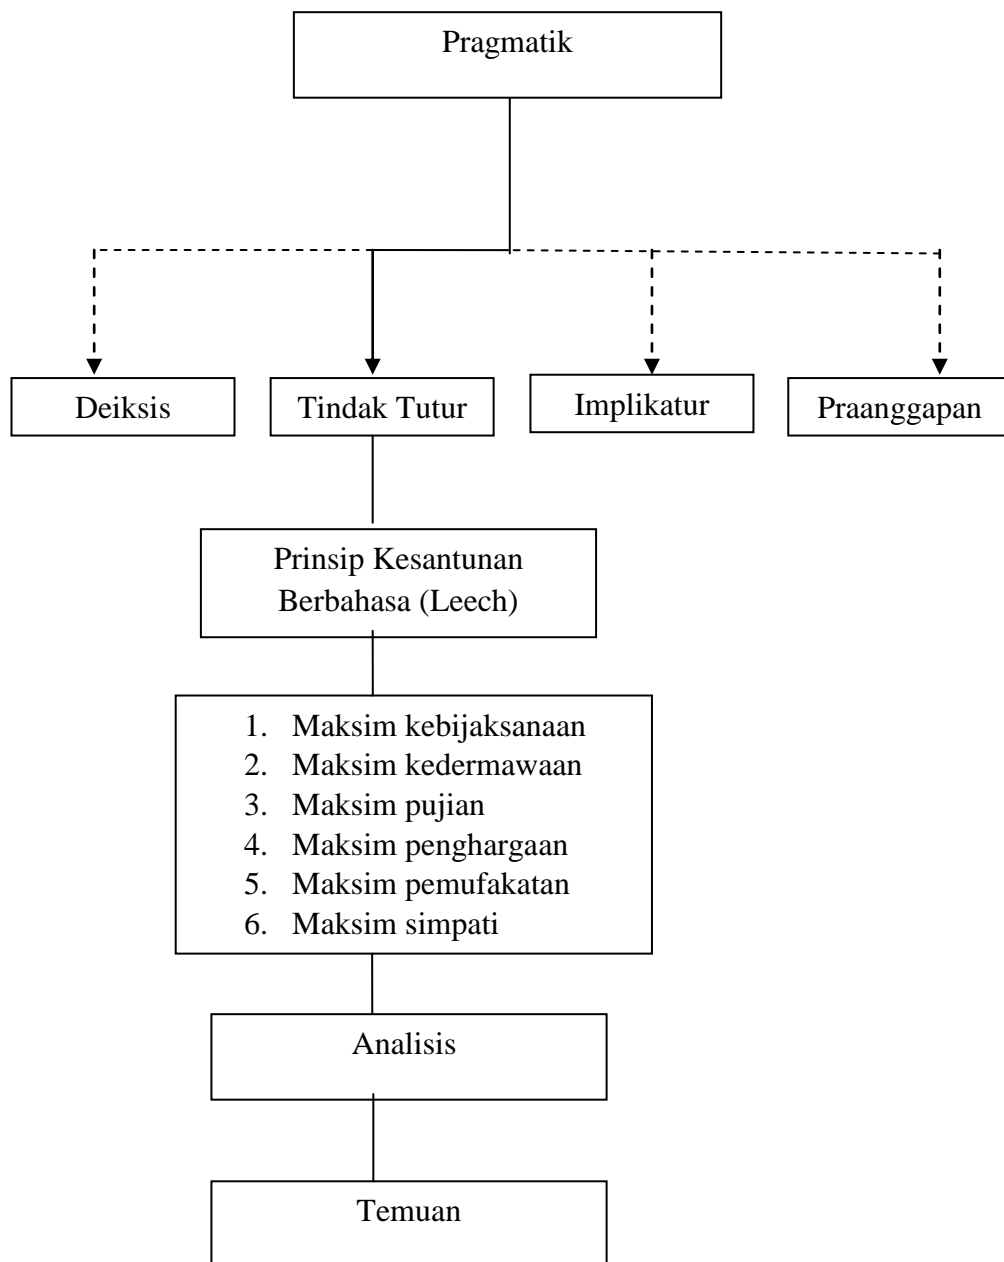 Pragmatik
Deiksis
Tindak Tutur
Implikatur
Praanggapan
Prinsip Kesantunan
Berbahasa (Leech)
1. Maksim kebijaksanaan
2. Maksim kedermawaan
3. Maksim pujian
4. Maksim penghargaan
5. Maksim pemufakatan
6. Maksim simpati
Analisis
Temuan